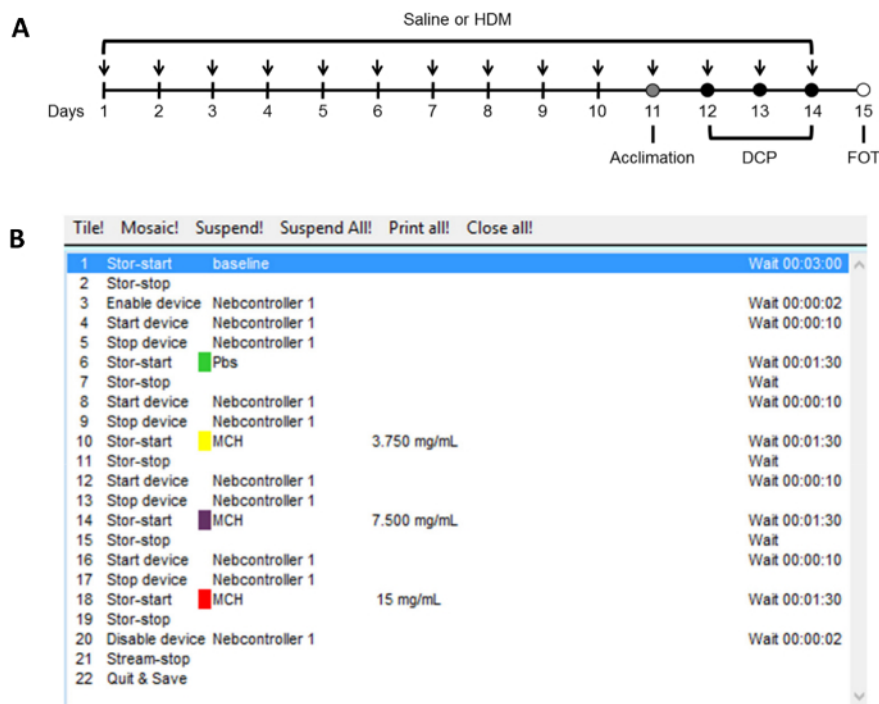 A
Saline or HDM
Days 1 2 3 4 5 6 7 8 9 10 11 12 13 14 15
Acclimation DCP FOT
B
Tile! Mosaic! Suspend! Suspend All! Print all! Close all!
1 Stor-start baseline Wait 00:03:00
2 Stor-stop
3 Enable device Nebcontroller 1 Wait 00:00:02
4 Start device Nebcontroller 1 Wait 00:00:10
5 Stop device Nebcontroller 1
6 Stor-start Pbs Wait 00:01:30
7 Stor-stop Wait
8 Start device Nebcontroller 1 Wait 00:00:10
9 Stop device Nebcontroller 1
10 Stor-start MCH 3.750 mg/mL Wait 00:01:30
11 Stor-stop Wait
12 Start device Nebcontroller 1 Wait 00:00:10
13 Stop device Nebcontroller 1
14 Stor-start MCH 7.500 mg/mL Wait 00:01:30
15 Stor-stop Wait
16 Start device Nebcontroller 1 Wait 00:00:10
17 Stop device Nebcontroller 1
18 Stor-start MCH 15 mg/mL Wait 00:01:30
19 Stor-stop
20 Disable device Nebcontroller 1 Wait 00:00:02
21 Stream-stop
22 Quit & Save